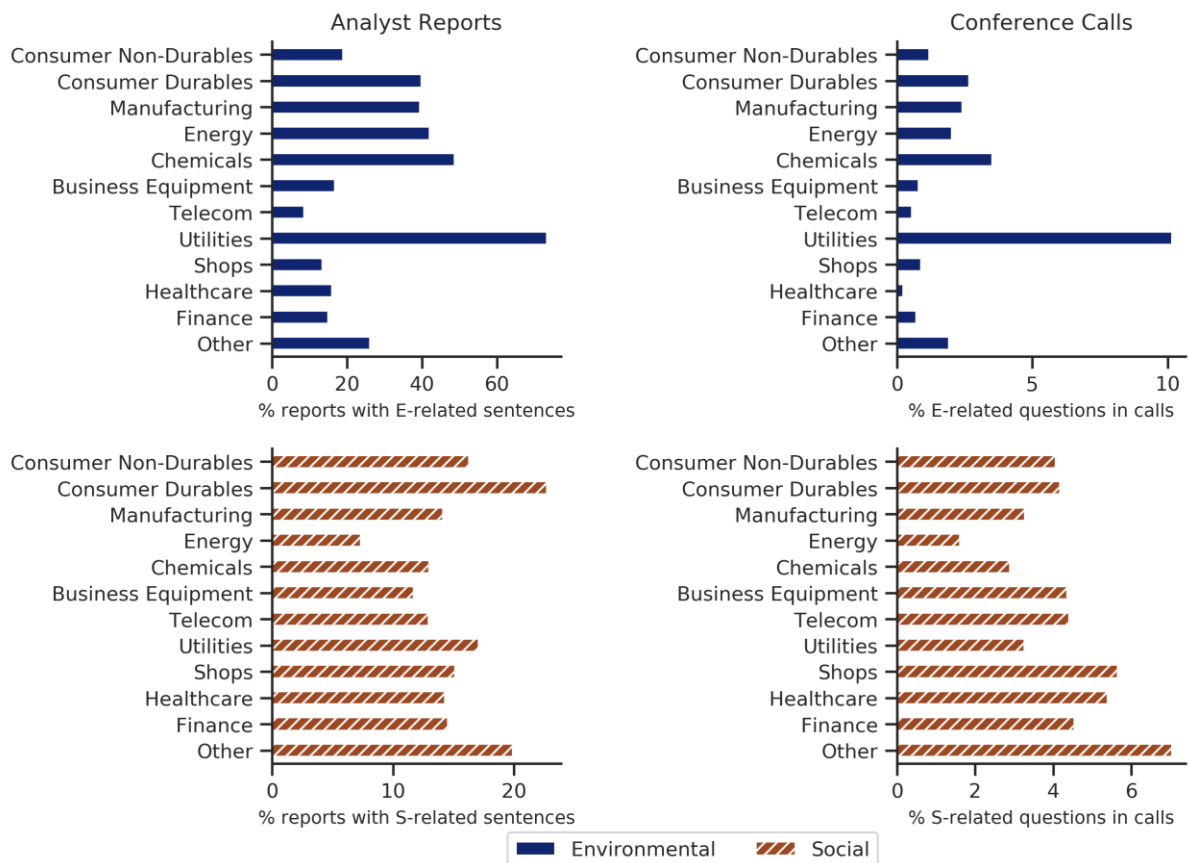 Analyst Reports
Consumer Non-Durables
Consumer Durables
Manufacturing
Energy
Chemicals
Business Equipment
Telecom
Utilities
Shops
Healthcare
Finance
Other
0 20 40 60
% reports with E-related sentences
Conference Calls
Consumer Non-Durables
Consumer Durables
Manufacturing
Energy
Chemicals
Business Equipment
Telecom
Utilities
Shops
Healthcare
Finance
Other
0 5 10
% E-related questions in calls
Consumer Non-Durables
Consumer Durables
Manufacturing
Energy
Chemicals
Business Equipment
Telecom
Utilities
Shops
Healthcare
Finance
Other
0 10 20
% reports with S-related sentences
Consumer Non-Durables
Consumer Durables
Manufacturing
Energy
Chemicals
Business Equipment
Telecom
Utilities
Shops
Healthcare
Finance
Other
0 2 4 6
% S-related questions in calls
Environmental Social